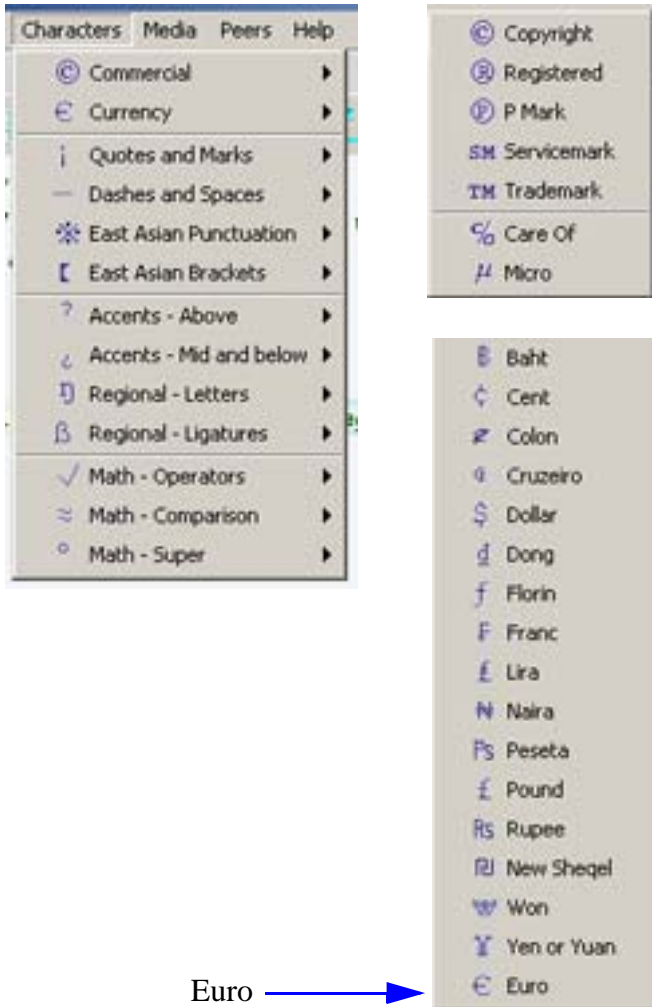 Characters Media Peers Help
© Commercial
€ Currency
¡ Quotes and Marks
— Dashes and Spaces
※ East Asian Punctuation
【 East Asian Brackets
? Accents - Above
¿ Accents - Mid and below
Ŋ Regional - Letters
ß Regional - Ligatures
√ Math - Operators
≈ Math - Comparison
° Math - Super
© Copyright
® Registered
℗ P Mark
SM Servicemark
TM Trademark
℅ Care Of
µ Micro
฿ Baht
¢ Cent
₡ Colon
₢ Cruzeiro
$ Dollar
₫ Dong
ƒ Florin
₣ Franc
₤ Lira
₦ Naira
₧ Peseta
£ Pound
₨ Rupee
₪ New Sheqel
₩ Won
¥ Yen or Yuan
€ Euro
Euro